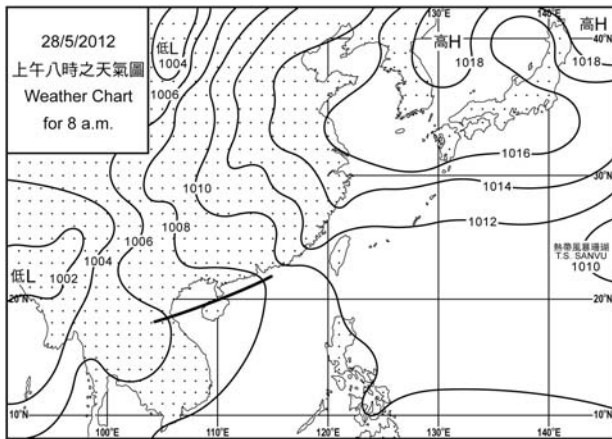 28/5/2012
上午八時之天氣圖
Weather Chart
for 8 a.m.
低L
1004
1006
130°E
高H
1018
140°E
高H
40°N
1018
1016
1010
30°N
1014
1008
1012
1006
1004
熱帶風暴珊瑚
T.S. SANVU
1010
低L
1002
20°N
20°N
10°N
10°N
100°E
110°E
120°E
130°E
140°E